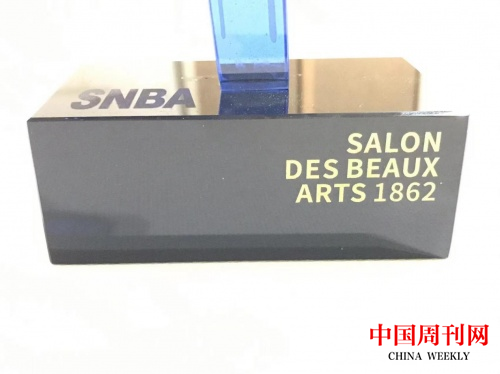 SNBA
SALON
DES BEAUX
ARTS 1862
中国周刊网
CHINA WEEKLY